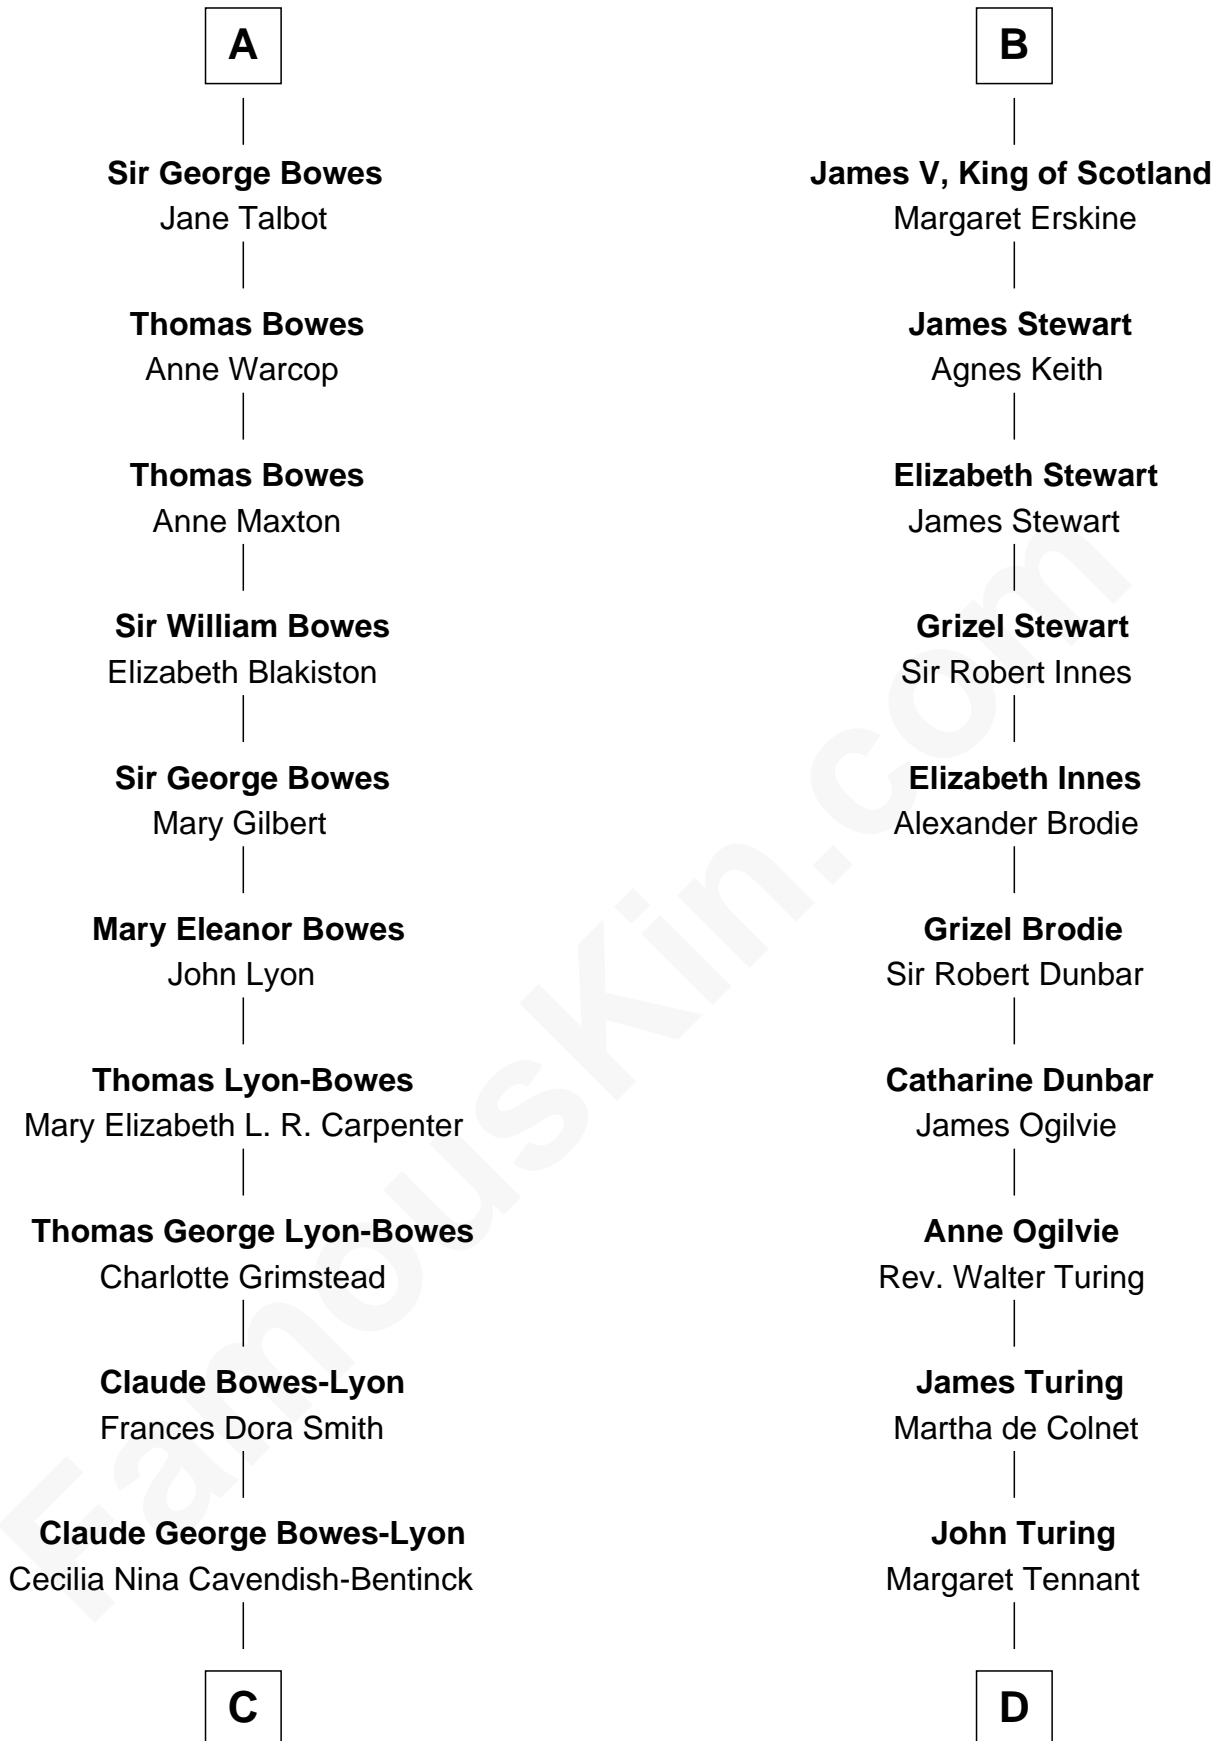 A
Sir George Bowes
Jane Talbot
Thomas Bowes
Anne Warcop
Thomas Bowes
Anne Maxton
Sir William Bowes
Elizabeth Blakiston
Sir George Bowes
Mary Gilbert
Mary Eleanor Bowes
John Lyon
Thomas Lyon-Bowes
Mary Elizabeth L. R. Carpenter
Thomas George Lyon-Bowes
Charlotte Grimstead
Claude Bowes-Lyon
Frances Dora Smith
Claude George Bowes-Lyon
Cecilia Nina Cavendish-Bentinck
C
B
James V, King of Scotland
Margaret Erskine
James Stewart
Agnes Keith
Elizabeth Stewart
James Stewart
Grizel Stewart
Sir Robert Innes
Elizabeth Innes
Alexander Brodie
Grizel Brodie
Sir Robert Dunbar
Catharine Dunbar
James Ogilvie
Anne Ogilvie
Rev. Walter Turing
James Turing
Martha de Colnet
John Turing
Margaret Tennant
D
FamousKin.com